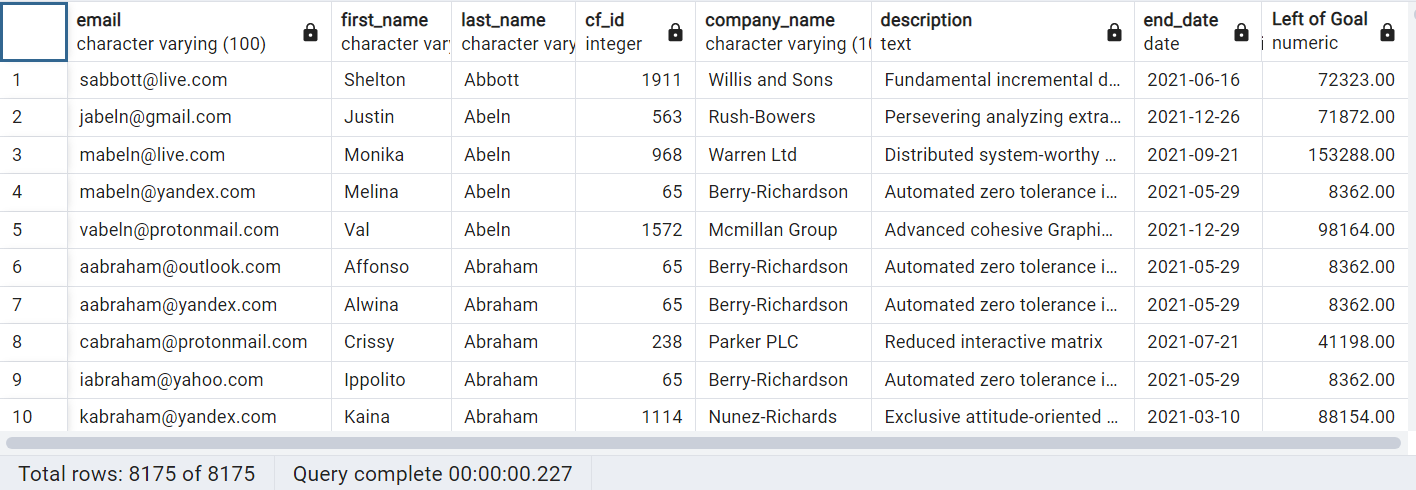 email first_name last_name cf_id company_name description end_date Left of Goal
character varying (100) character var character vary integer character varying (10 text date numeric
1 sabbott@live.com Shelton Abbott 1911 Willis and Sons Fundamental incremental d… 2021-06-16 72323.00
2 jabeln@gmail.com Justin Abeln 563 Rush-Bowers Persevering analyzing extra… 2021-12-26 71872.00
3 mabeln@live.com Monika Abeln 968 Warren Ltd Distributed system-worthy … 2021-09-21 153288.00
4 mabeln@yandex.com Melina Abeln 65 Berry-Richardson Automated zero tolerance i… 2021-05-29 8362.00
5 vabeln@protonmail.com Val Abeln 1572 Mcmillan Group Advanced cohesive Graphi… 2021-12-29 98164.00
6 aabraham@outlook.com Affonso Abraham 65 Berry-Richardson Automated zero tolerance i… 2021-05-29 8362.00
7 aabraham@yandex.com Alwina Abraham 65 Berry-Richardson Automated zero tolerance i… 2021-05-29 8362.00
8 cabraham@protonmail.com Crissy Abraham 238 Parker PLC Reduced interactive matrix 2021-07-21 41198.00
9 iabraham@yahoo.com Ippolito Abraham 65 Berry-Richardson Automated zero tolerance i… 2021-05-29 8362.00
10 kabraham@yandex.com Kaina Abraham 1114 Nunez-Richards Exclusive attitude-oriented … 2021-03-10 88154.00
Total rows: 8175 of 8175 Query complete 00:00:00.227